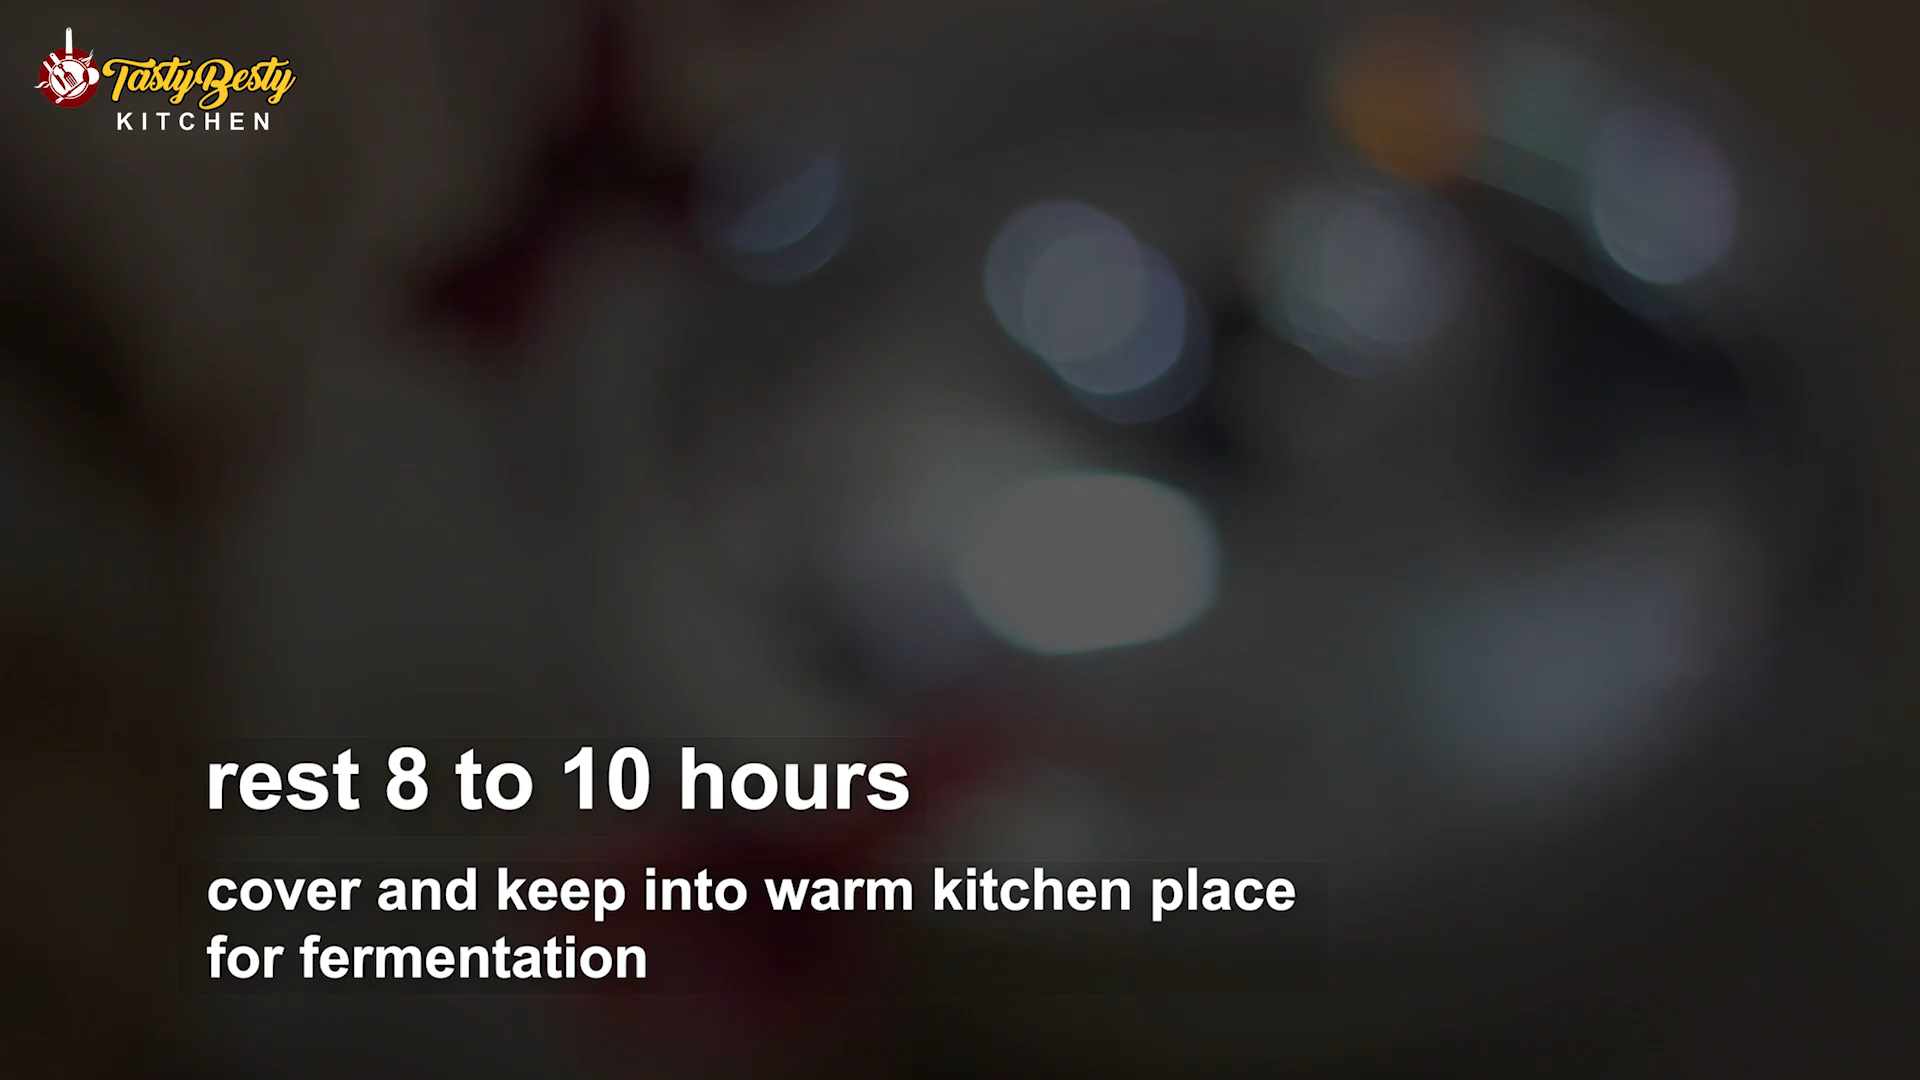 TastyBesty
KITCHEN
rest 8 to 10 hours
cover and keep into warm kitchen place
for fermentation